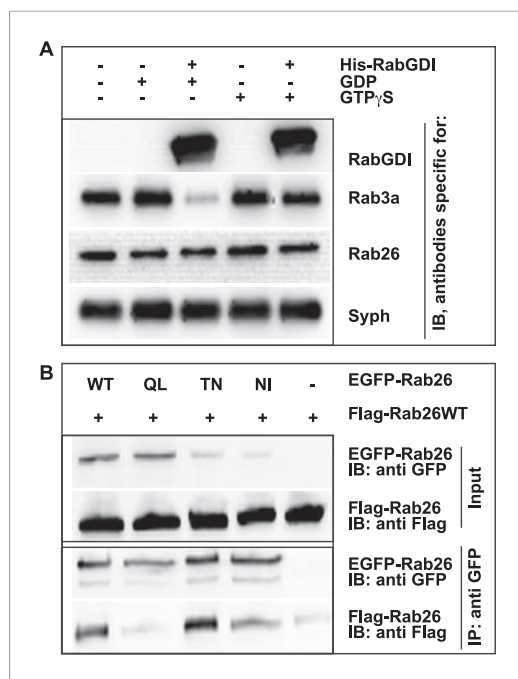 A
- - + - + His-RabGDI
- + + - - GDP
- - - + + GTPγS
RabGDI
Rab3a
Rab26
Syph
IB, antibodies specific for:
B
WT QL TN NI - EGFP-Rab26
+ + + + + Flag-Rab26WT
EGFP-Rab26
IB: anti GFP
Flag-Rab26
IB: anti Flag
Input
EGFP-Rab26
IB: anti GFP
Flag-Rab26
IB: anti Flag
IP: anti GFP